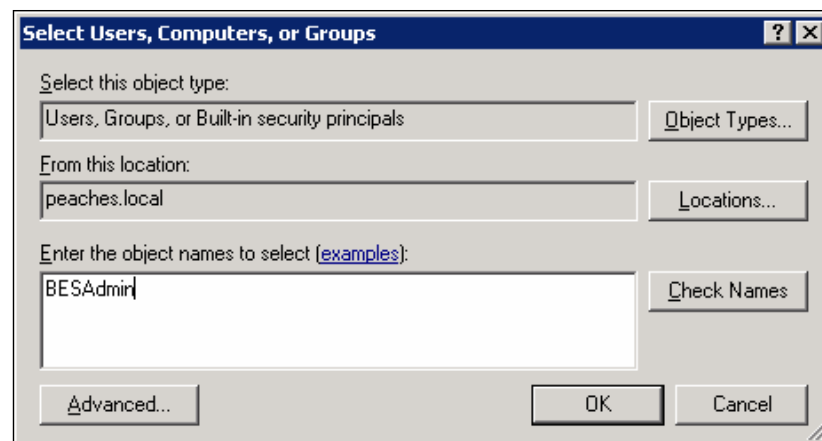 Select Users, Computers, or Groups
Select this object type:
Users, Groups, or Built-in security principals
Object Types...
From this location:
peaches.local
Locations...
Enter the object names to select (examples):
BESAdmin
Check Names
Advanced...
OK
Cancel